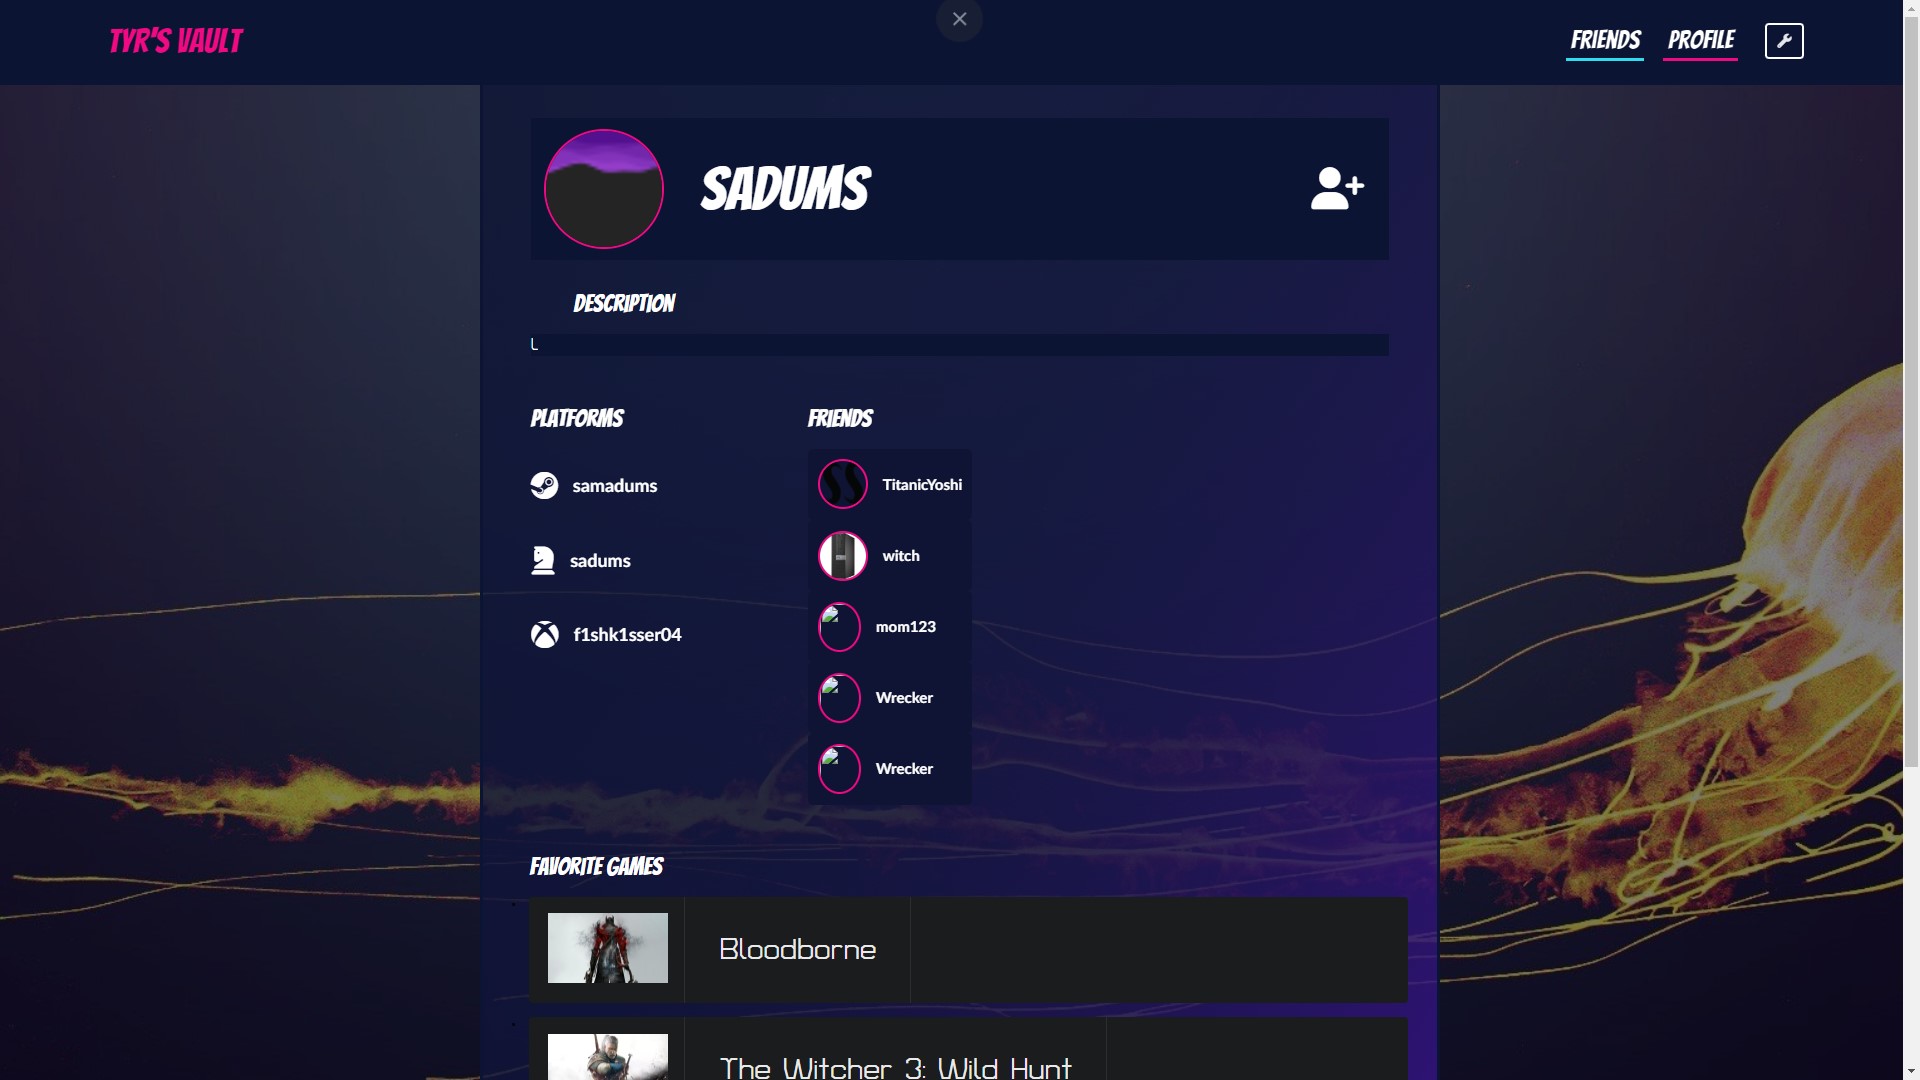 TYR'S VAULT
FRIENDS PROFILE
SADUMS
DESCRIPTION
L
PLATFORMS
samadums
sadums
f1shk1sser04
FRIENDS
TitanicYoshi
witch
mom123
Wrecker
Wrecker
FAVORITE GAMES
Bloodborne
The Witcher 3: Wild Hunt